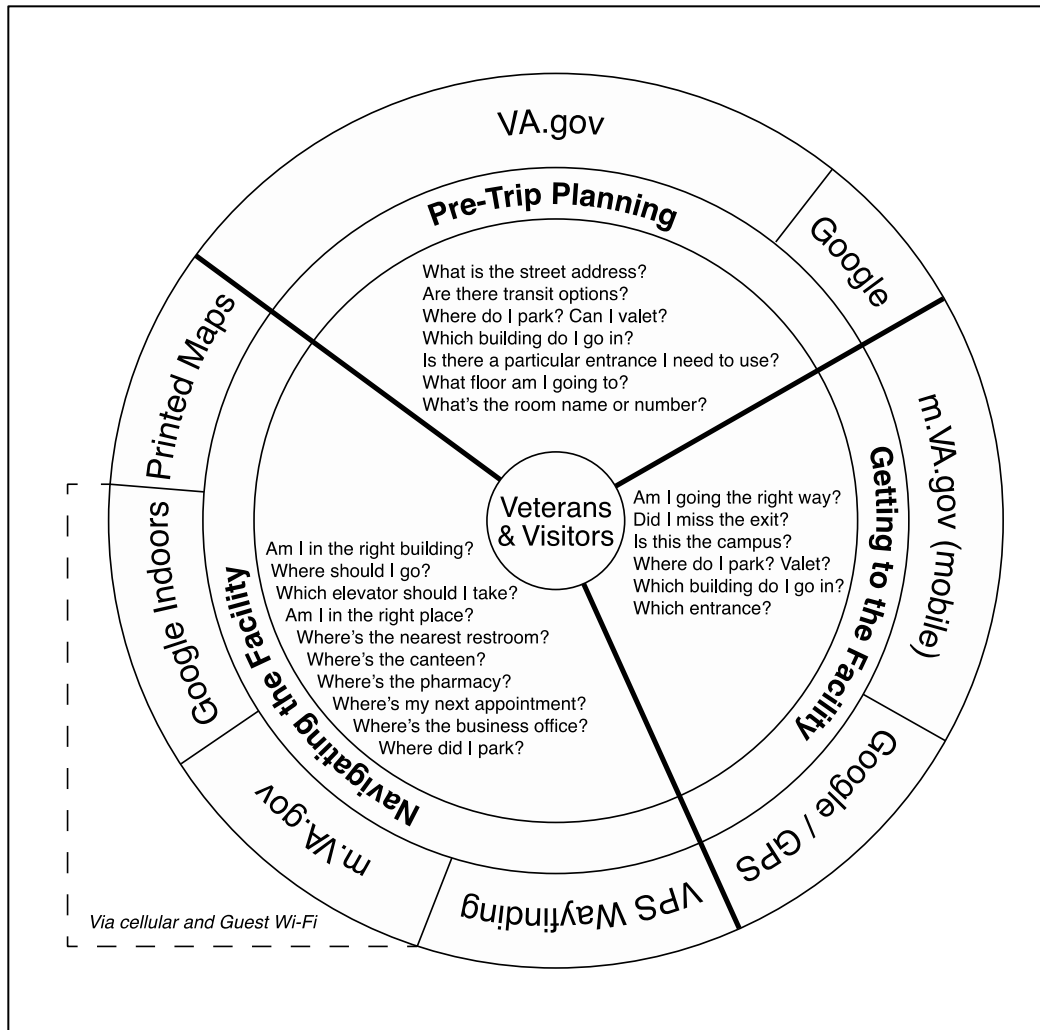 VA.gov
Google
Pre-Trip Planning
What is the street address?
Are there transit options?
Where do I park? Can I valet?
Which building do I go in?
Is there a particular entrance I need to use?
What floor am I going to?
What's the room name or number?
m.VA.gov (mobile)
Google / GPS
Getting to the Facility
Am I going the right way?
Did I miss the exit?
Is this the campus?
Where do I park? Valet?
Which building do I go in?
Which entrance?
Veterans
& Visitors
Printed Maps
Google Indoors
m.VA.gov
VPS Wayfinding
Navigating the Facility
Am I in the right building?
Where should I go?
Which elevator should I take?
Am I in the right place?
Where's the nearest restroom?
Where's the canteen?
Where's the pharmacy?
Where's my next appointment?
Where's the business office?
Where did I park?
Via cellular and Guest Wi-Fi